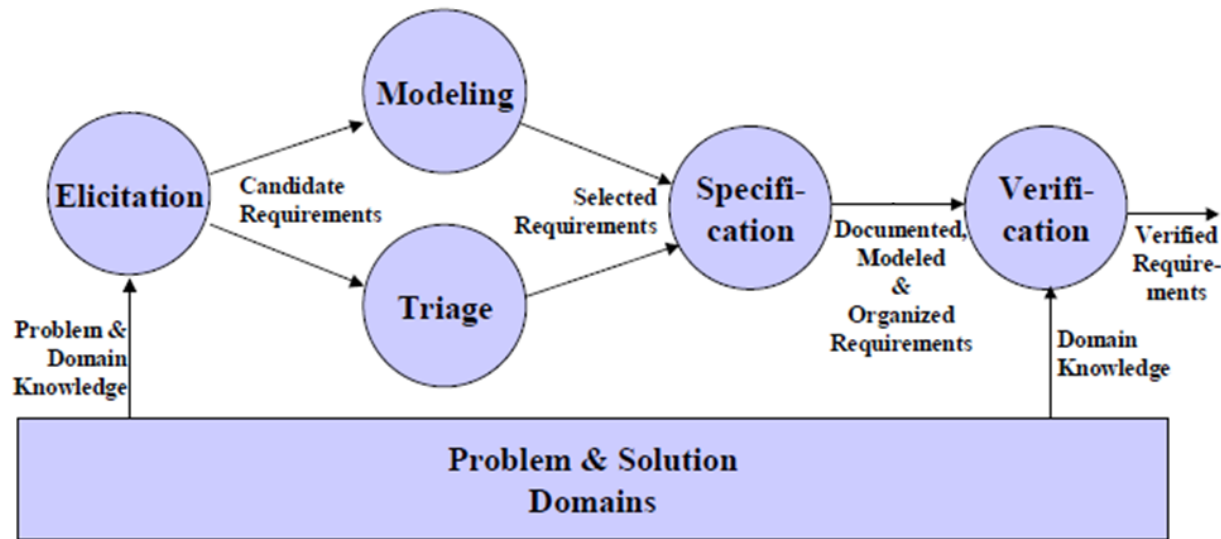 Modeling
Elicitation
Candidate
Requirements
Selected
Requirements
Triage
Specifi-
cation
Documented,
Modeled
&
Organized
Requirements
Verifi-
cation
Verified
Require-
ments
Problem &
Domain
Knowledge
Domain
Knowledge
Problem & Solution
Domains